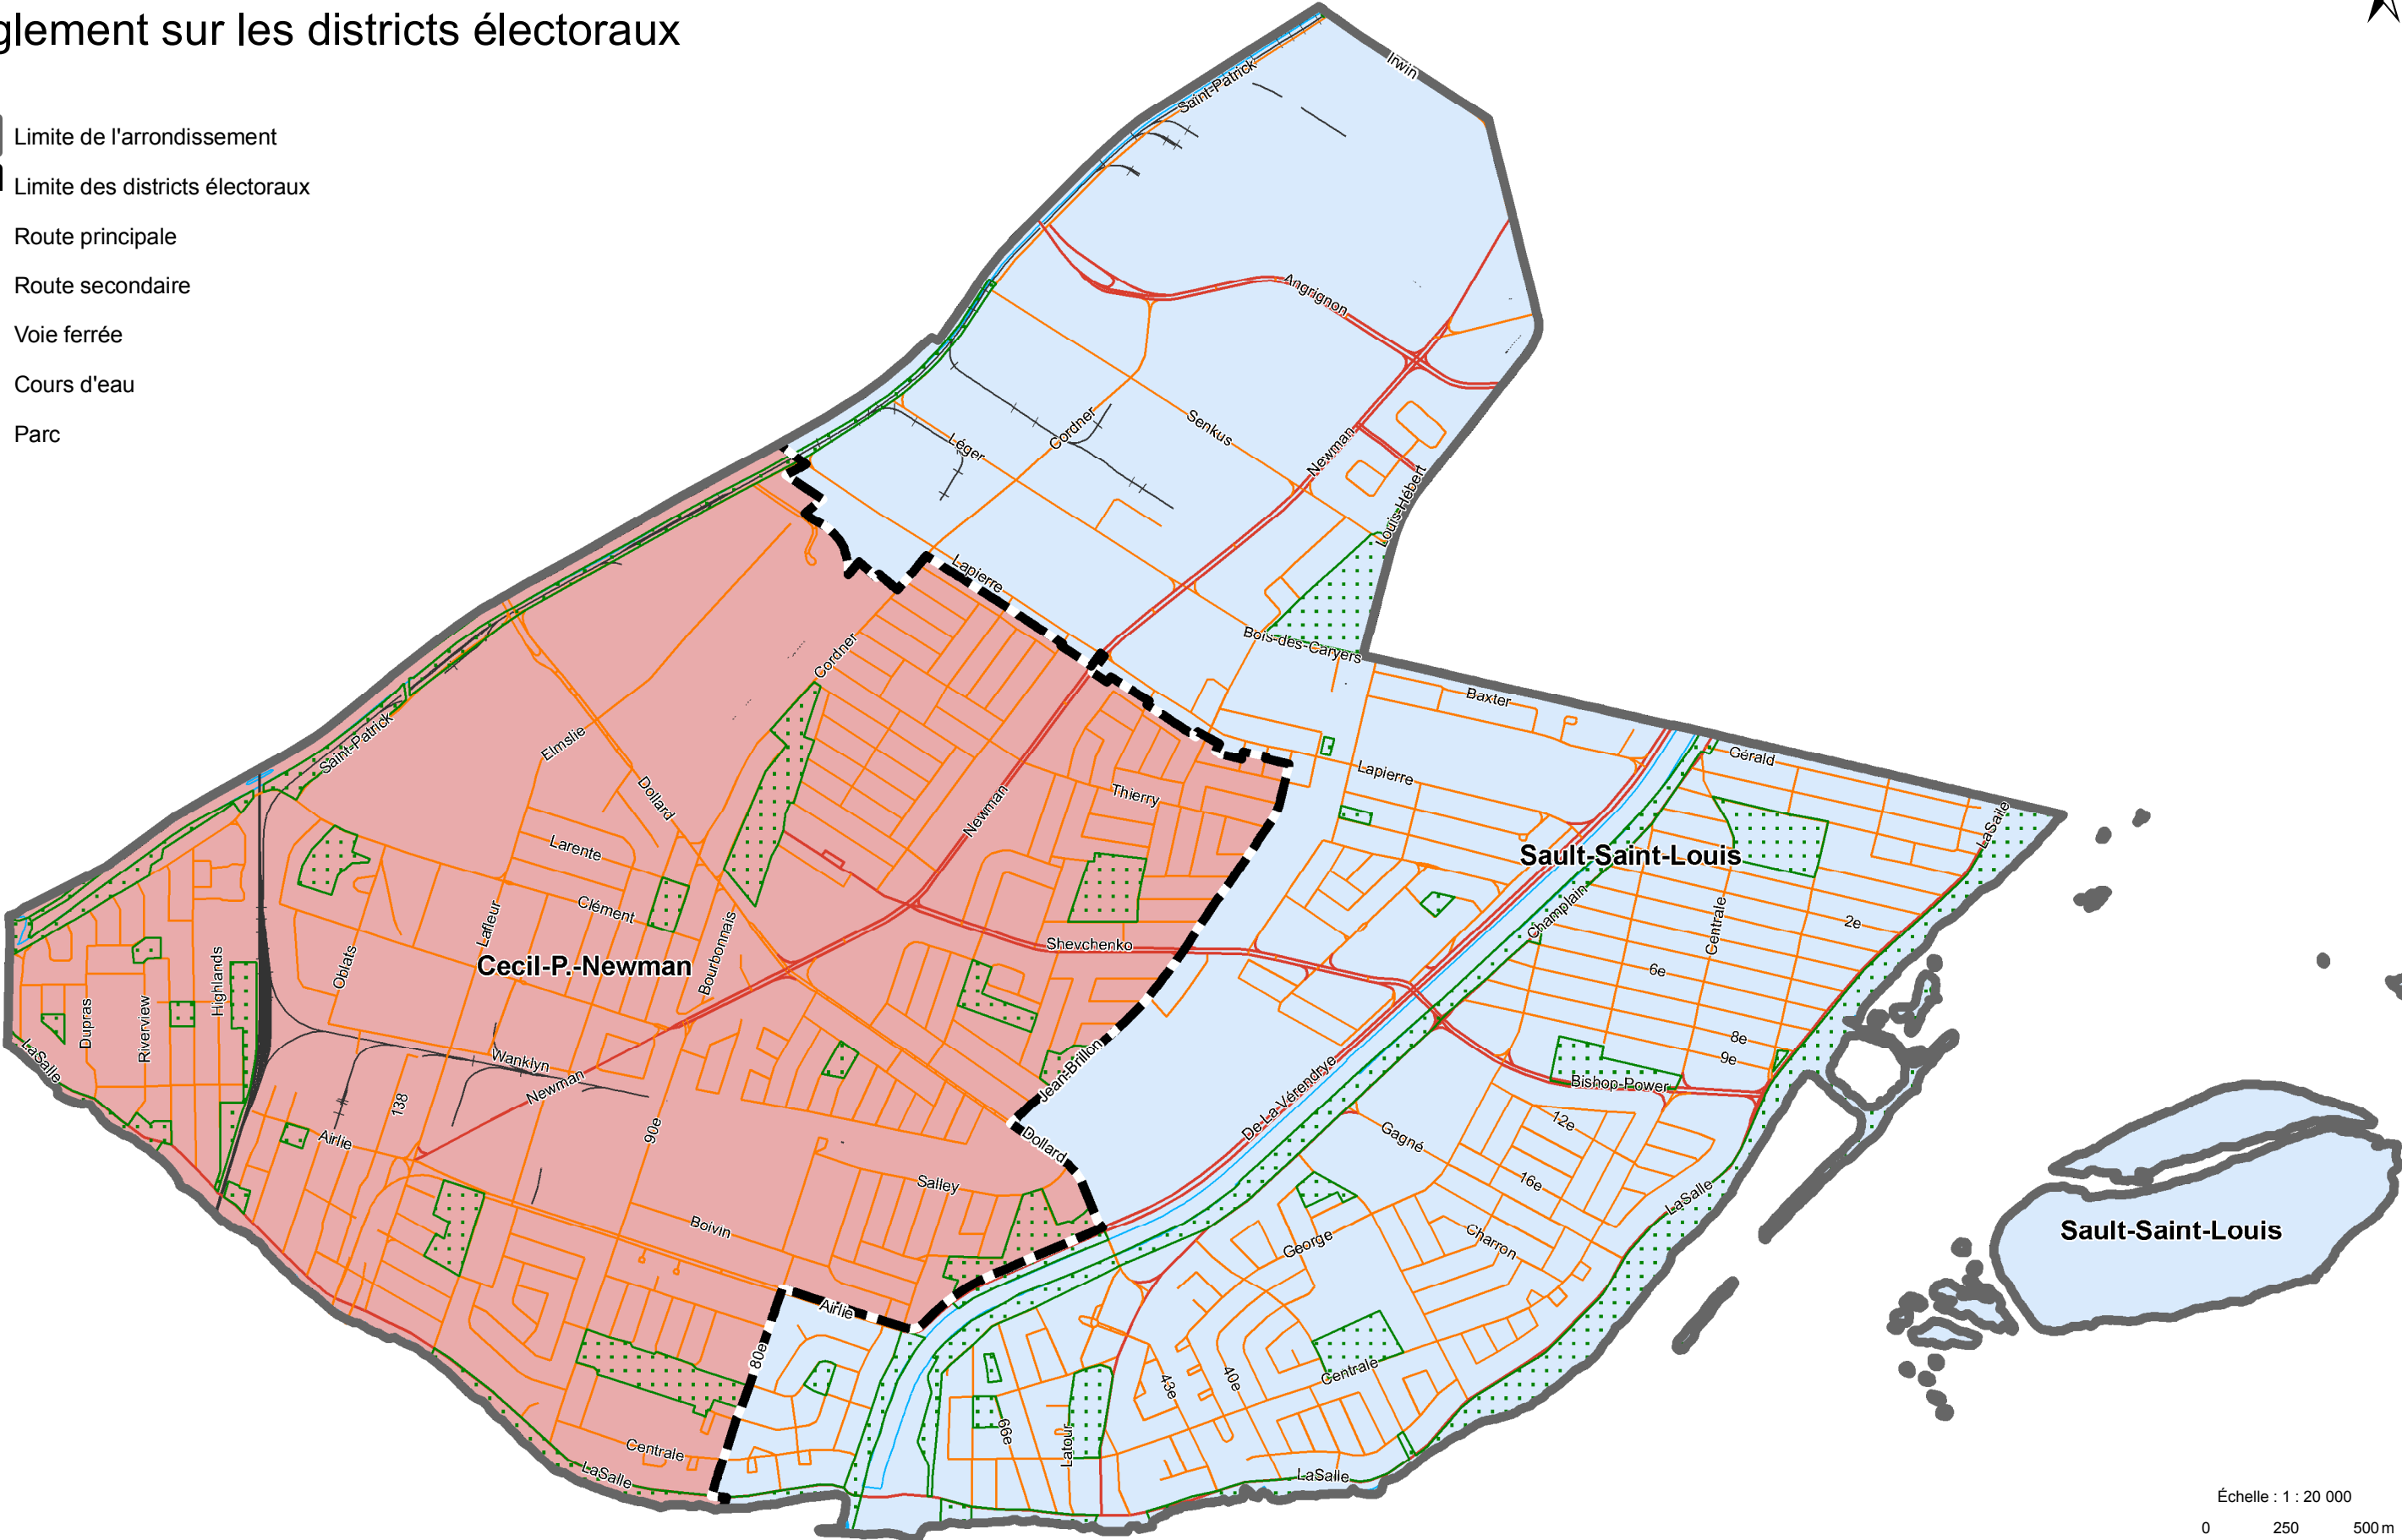 glement sur les districts électoraux
Limite de l'arrondissement
Limite des districts électoraux
Route principale
Route secondaire
Voie ferrée
Cours d'eau
Parc
Irwin
Saint-Patrick
Angrignon
Cordner
Senkus
Léger
Newman
Louis-Hébert
Lapierre
Bois-des-Caryers
Cordner
Baxter
Saint-Patrick
Elmslie
Dollard
Newman
Thierry
Lapierre
Gérald
LaSalle
Larente
Clément
Sault-Saint-Louis
Champlain
Centrale
2e
Lafleur
Bourbonnais
Shevchenko
Oblats
Cecil-P.-Newman
6e
Highlands
Riverview
Dupras
LaSalle
8e
9e
Wanklyn
Newman
Jean-Brillon
De-La-Vérendrye
Bishop-Power
138
90e
Airlie
Dollard
Gagné
12e
16e
Salley
LaSalle
Boivin
George
Charron
Sault-Saint-Louis
Airlie
80e
43e
40e
Centrale
66e
Latour
Centrale
LaSalle
LaSalle
Échelle : 1 : 20 000
0 250 500 m